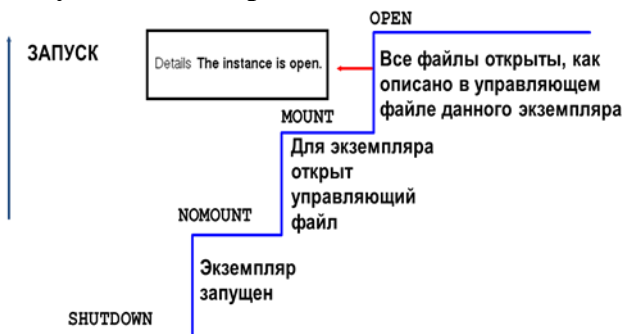 OPEN
ЗАПУСК
Details The instance is open.
Все файлы открыты, как
описано в управляющем
файле данного экземпляра
MOUNT
Для экземпляра
открыт
управляющий
файл
NOMOUNT
Экземпляр
запущен
SHUTDOWN